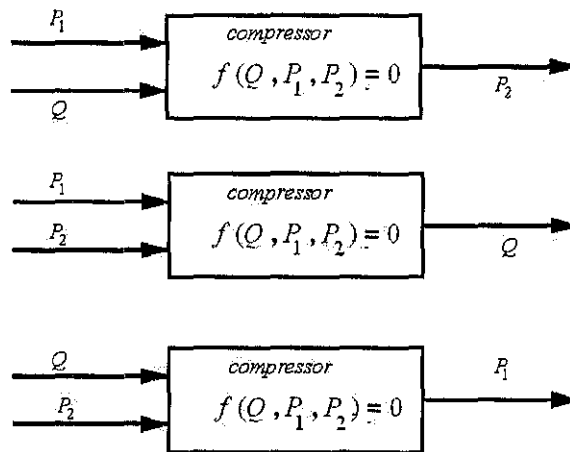 P₁
compressor
f(Q, P₁, P₂) = 0
Q
P₂
P₁
compressor
f(Q, P₁, P₂) = 0
P₂
Q
Q
compressor
f(Q, P₁, P₂) = 0
P₂
P₁